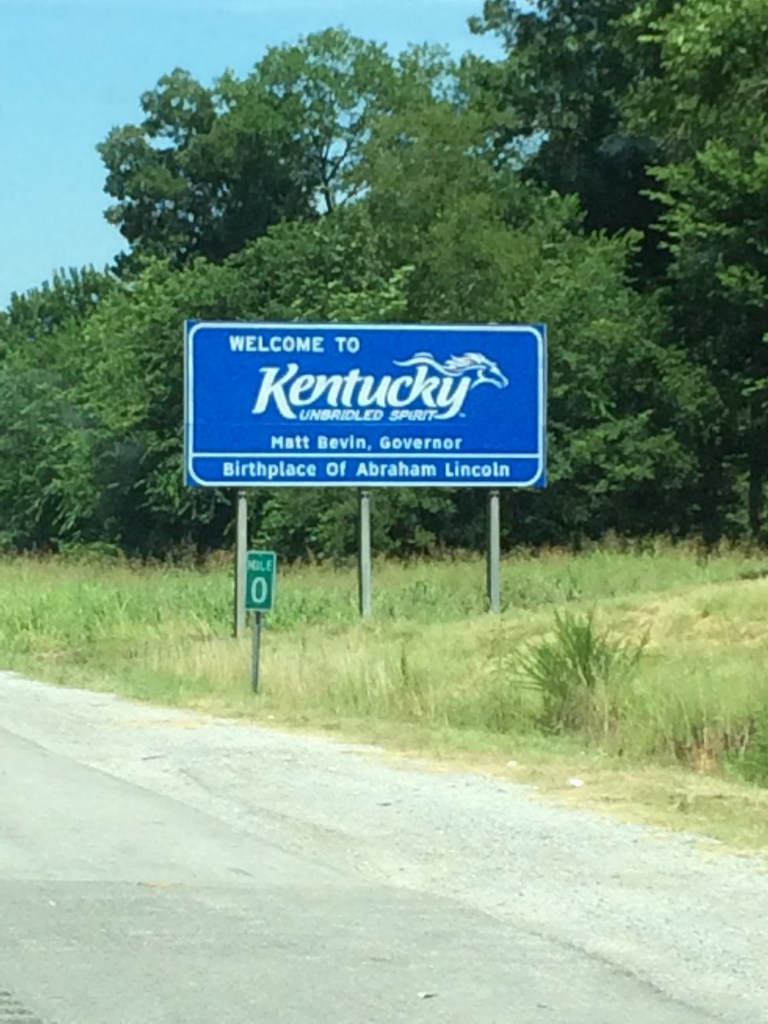 WELCOME TO
Kentucky
UNBRIDLED SPIRIT
Matt Bevin, Governor
Birthplace Of Abraham Lincoln
MILE
0